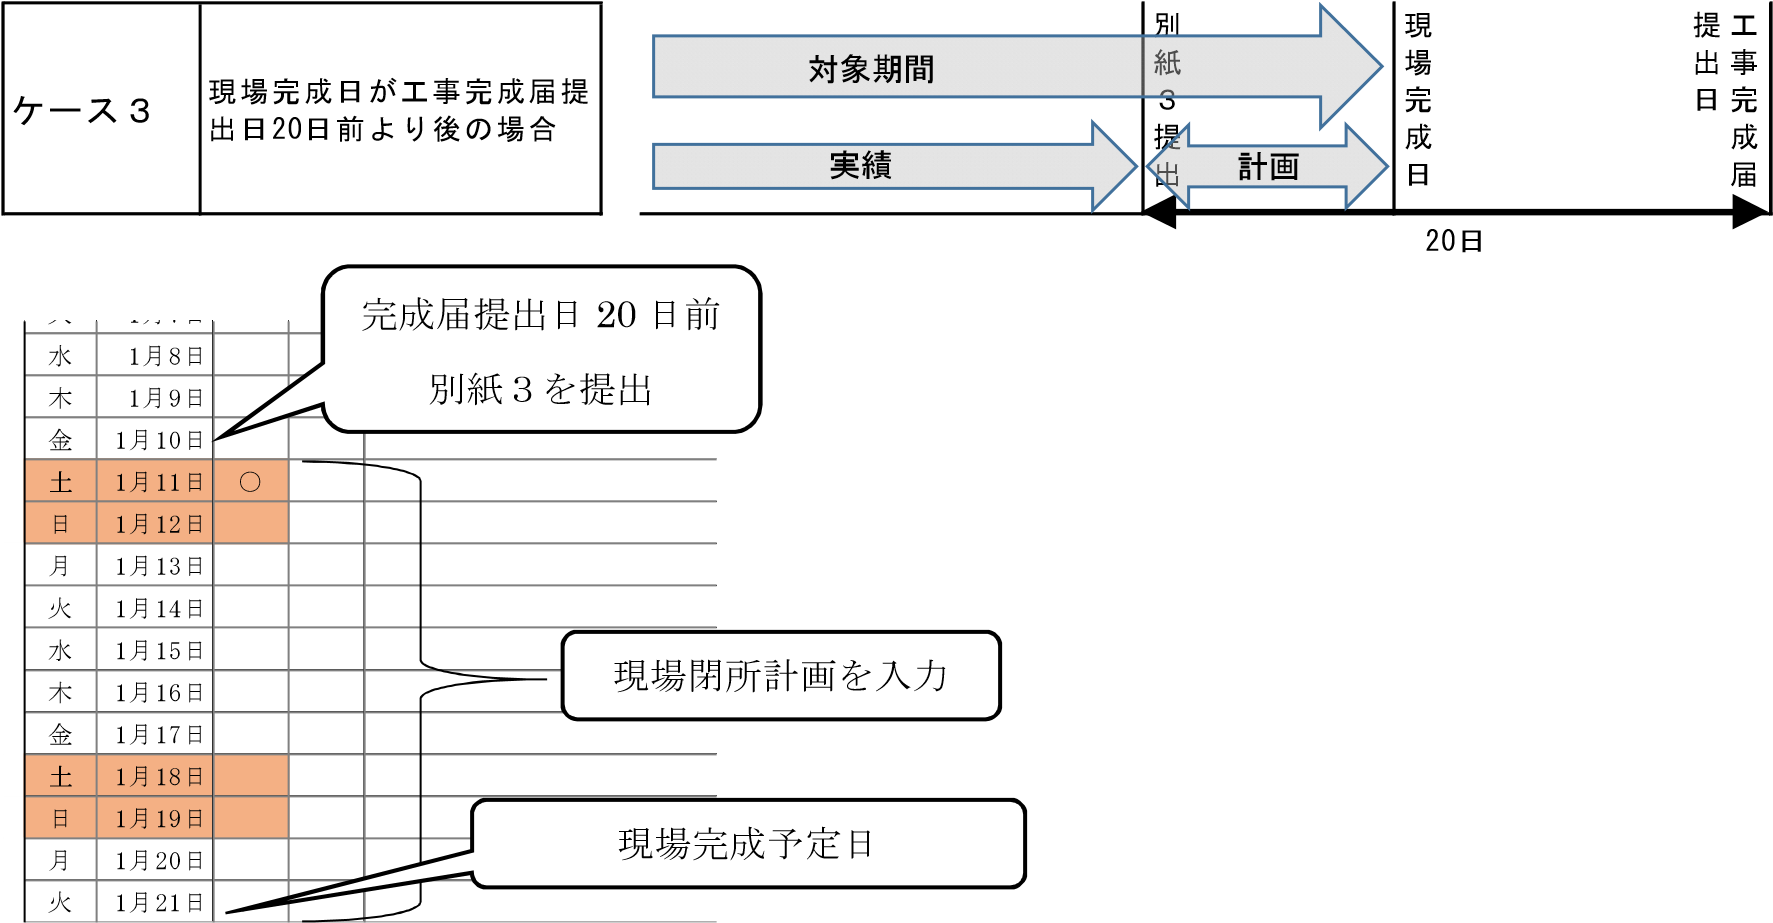 ケース３
現場完成日が工事完成届提
出日20日前より後の場合
対象期間
実績
計画
別紙３提出
現場完成日
工事完成届
提出日
20日
完成届提出日 20 日前
別紙３を提出
水 1月8日
木 1月9日
金 1月10日
土 1月11日 〇
日 1月12日
月 1月13日
火 1月14日
水 1月15日
木 1月16日
金 1月17日
土 1月18日
日 1月19日
月 1月20日
火 1月21日
現場閉所計画を入力
現場完成予定日